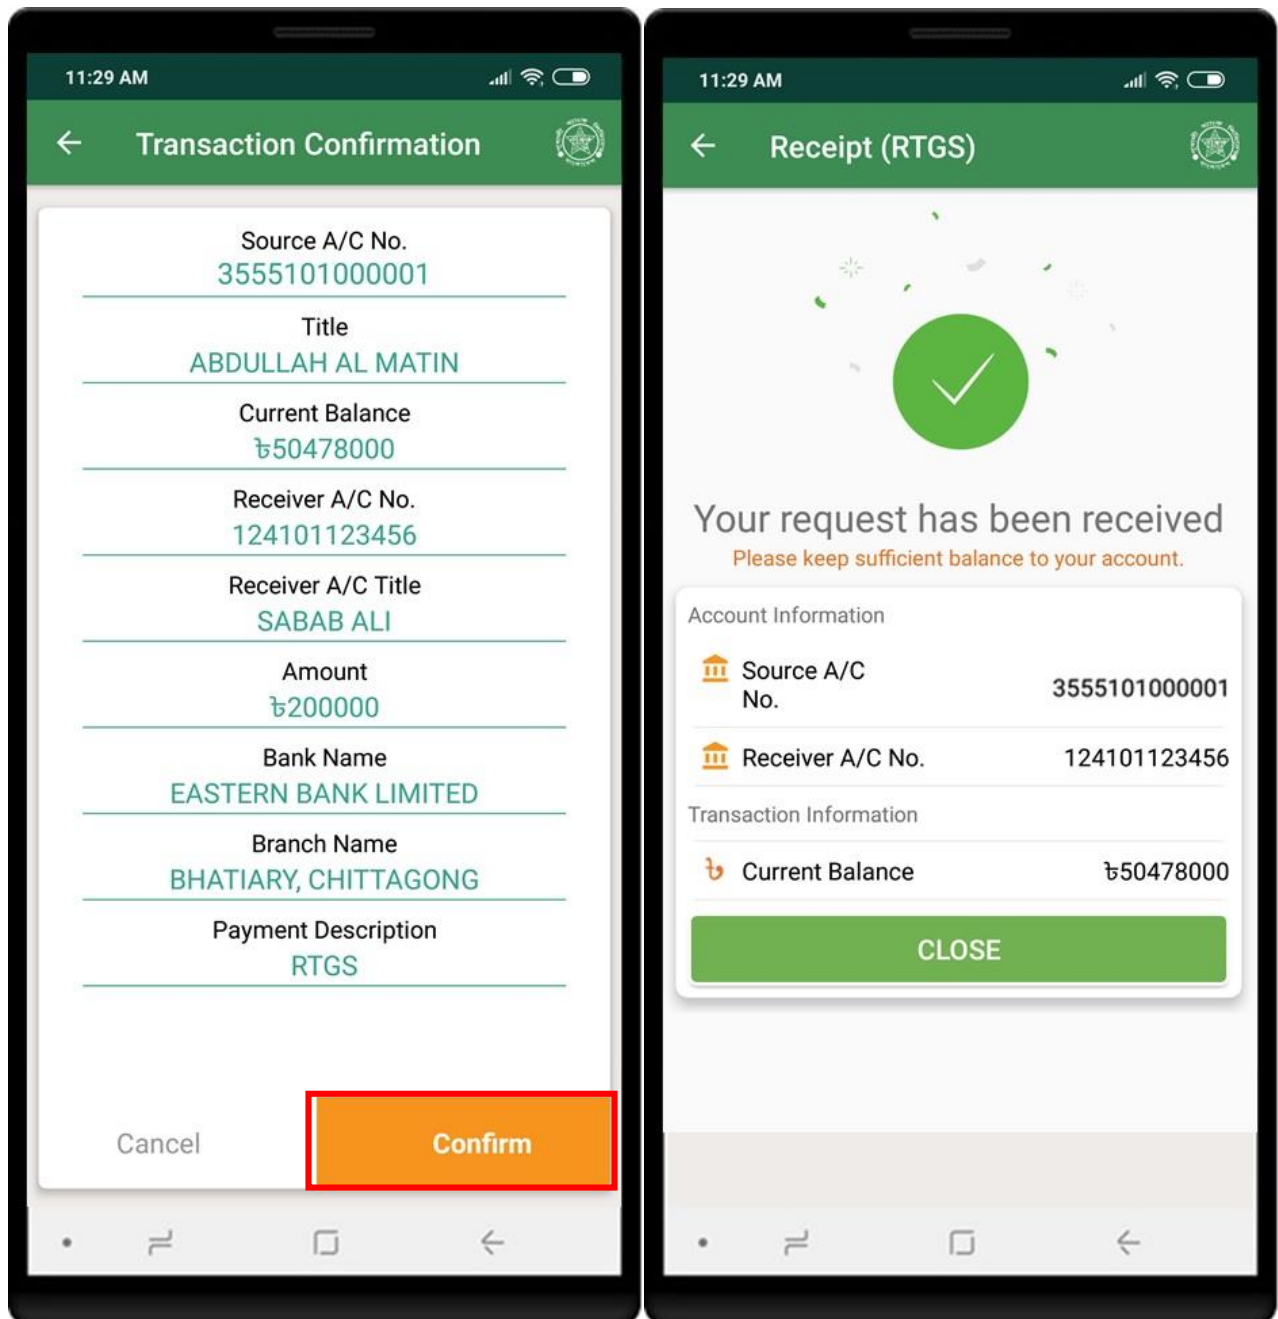 11:29 AM
Transaction Confirmation
Source A/C No.
3555101000001
Title
ABDULLAH AL MATIN
Current Balance
৳50478000
Receiver A/C No.
124101123456
Receiver A/C Title
SABAB ALI
Amount
৳200000
Bank Name
EASTERN BANK LIMITED
Branch Name
BHATIARY, CHITTAGONG
Payment Description
RTGS
Cancel
Confirm
11:29 AM
Receipt (RTGS)
Your request has been received
Please keep sufficient balance to your account.
Account Information
Source A/C
No.
3555101000001
Receiver A/C No.
124101123456
Transaction Information
৳ Current Balance
৳50478000
CLOSE